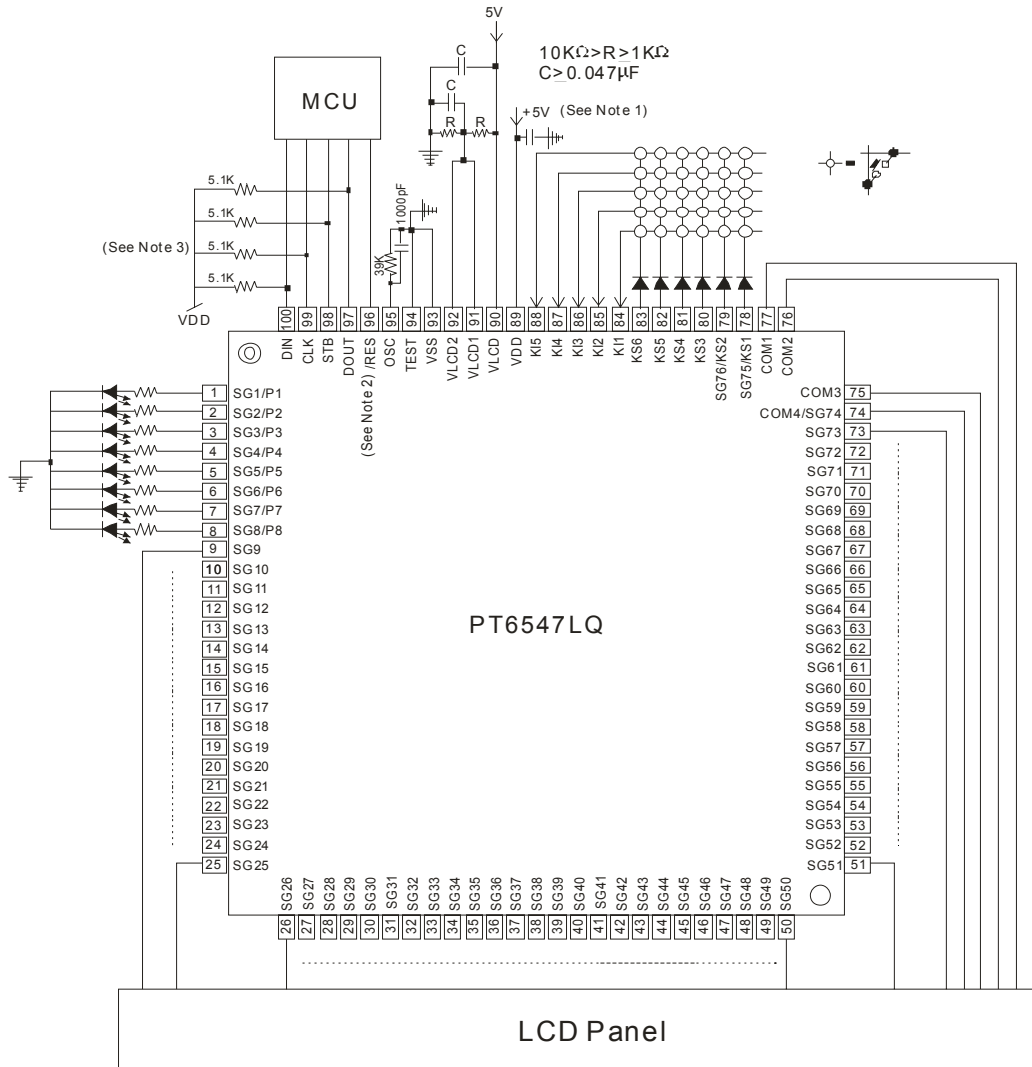 5V
10KΩ>R≥1KΩ
C≥0.047µF
C
C
R
R
+5V
(See Note 1)
MCU
5.1K
5.1K
5.1K
5.1K
(See Note 3)
VDD
39K
1000pF
100 99 98 97 96 95 94 93 92 91 90 89 88 87 86 85 84 83 82 81 80 79 78 77 76
DIN
CLK
STB
DOUT
/RES
(See Note 2)
OSC
TEST
VSS
VLCD2
VLCD1
VLCD
VDD
KI5
KI4
KI3
KI2
KI1
KS6
KS5
KS4
KS3
SG76/KS2
SG75/KS1
COM1
COM2
1 SG1/P1
2 SG2/P2
3 SG3/P3
4 SG4/P4
5 SG5/P5
6 SG6/P6
7 SG7/P7
8 SG8/P8
9 SG9
10 SG10
11 SG11
12 SG12
13 SG13
14 SG14
15 SG15
16 SG16
17 SG17
18 SG18
19 SG19
20 SG20
21 SG21
22 SG22
23 SG23
24 SG24
25 SG25
PT6547LQ
COM3 75
COM4/SG74 74
SG73 73
SG72 72
SG71 71
SG70 70
SG69 69
SG68 68
SG67 67
SG66 66
SG65 65
SG64 64
SG63 63
SG62 62
SG61 61
SG60 60
SG59 59
SG58 58
SG57 57
SG56 56
SG55 55
SG54 54
SG53 53
SG52 52
SG51 51
SG26
SG27
SG28
SG29
SG30
SG31
SG32
SG33
SG34
SG35
SG36
SG37
SG38
SG39
SG40
SG41
SG42
SG43
SG44
SG45
SG46
SG47
SG48
SG49
SG50
26 27 28 29 30 31 32 33 34 35 36 37 38 39 40 41 42 43 44 45 46 47 48 49 50
LCD Panel